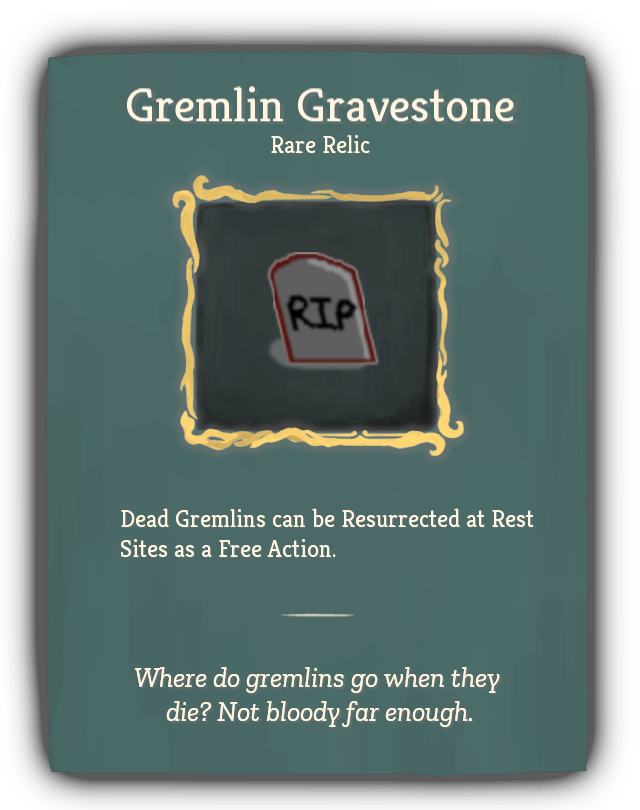 Gremlin Gravestone
Rare Relic
RIP
Dead Gremlins can be Resurrected at Rest
Sites as a Free Action.
Where do gremlins go when they
die? Not bloody far enough.